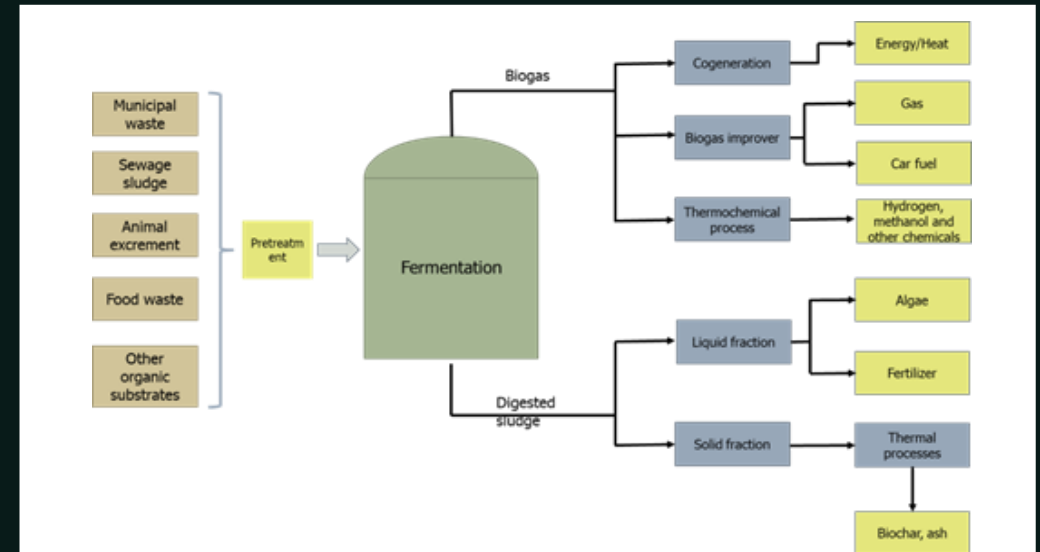 Municipal
waste
Sewage
sludge
Animal
excrement
Food waste
Other
organic
substrates
Pretreatm
ent
Fermentation
Biogas
Digested
sludge
Cogeneration
Biogas improver
Thermochemical
process
Liquid fraction
Solid fraction
Energy/Heat
Gas
Car fuel
Hydrogen,
methanol and
other chemicals
Algae
Fertilizer
Thermal
processes
Biochar, ash